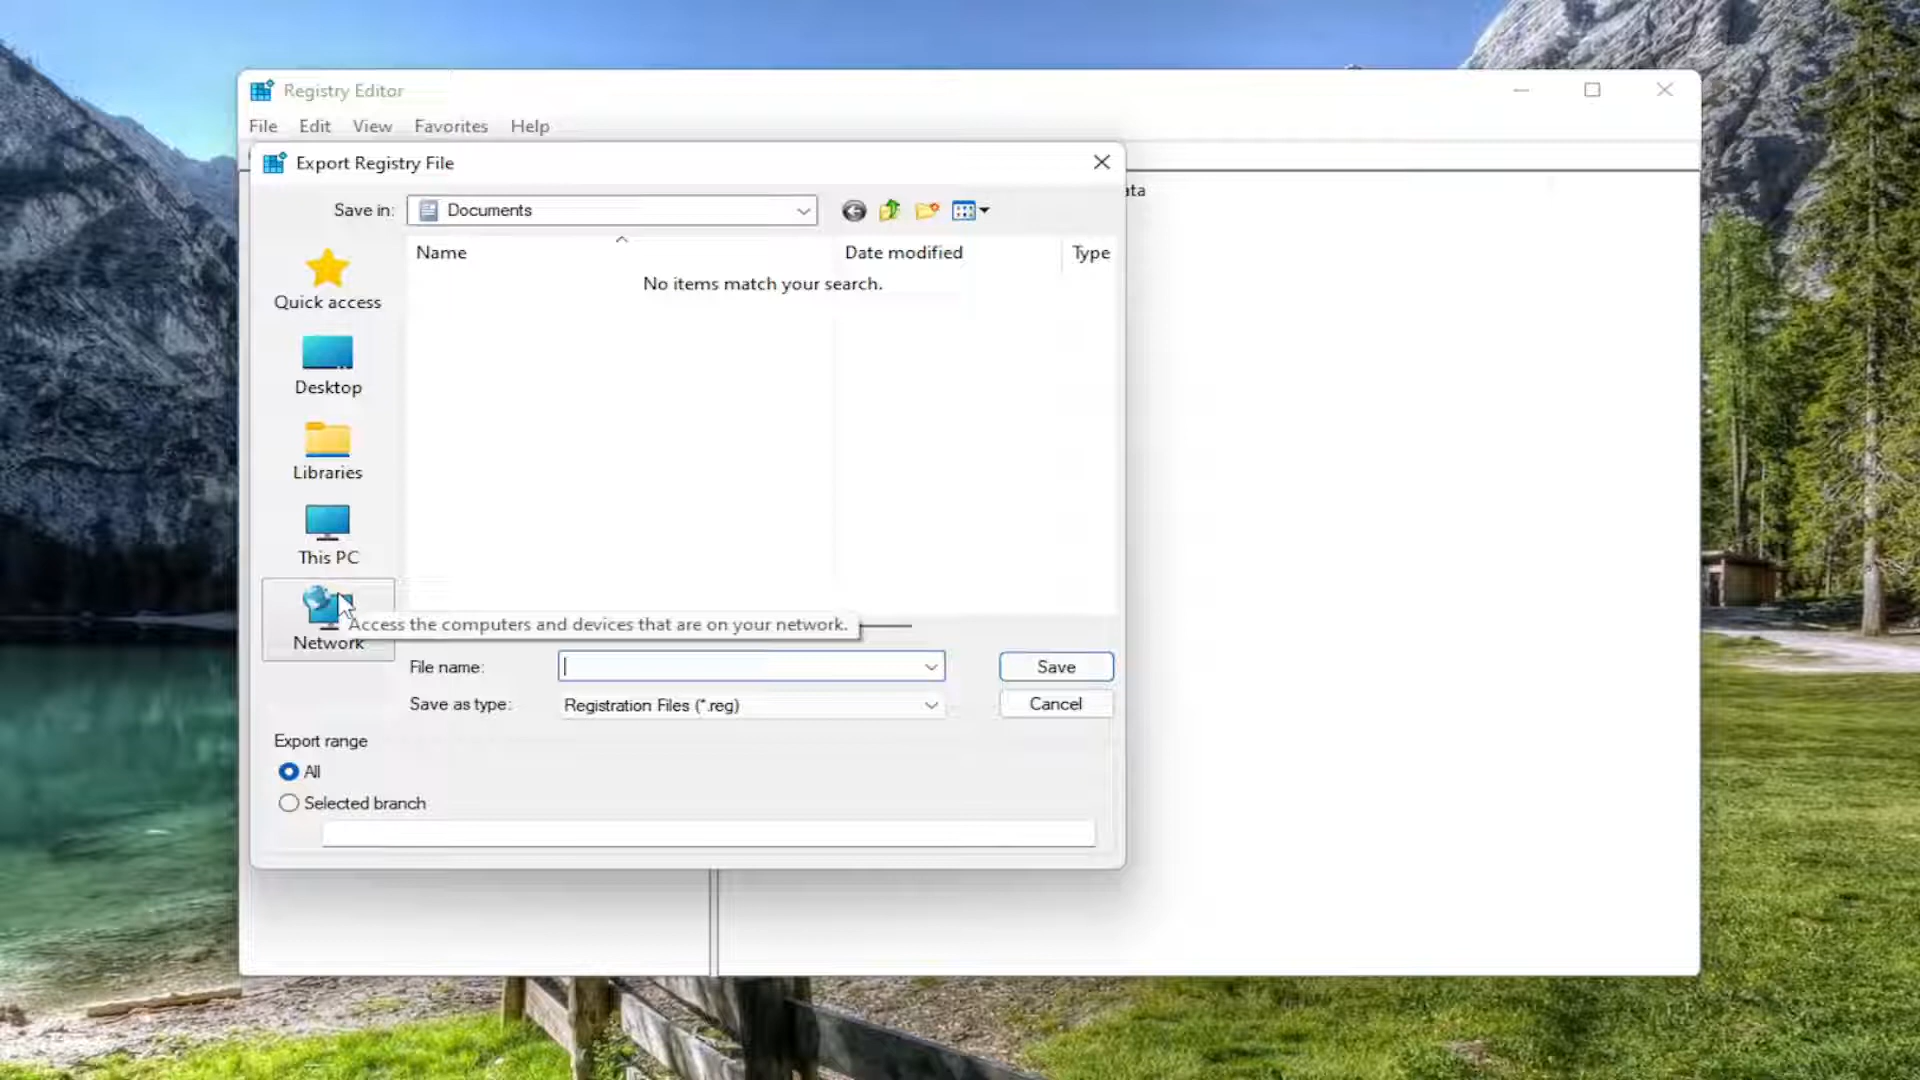 Registry Editor
File Edit View Favorites Help
Export Registry File
ata
Save in: Documents
Name Date modified Type
No items match your search.
Quick access
Desktop
Libraries
This PC
Network
Access the computers and devices that are on your network.
File name: Save
Save as type: Registration Files (*.reg) Cancel
Export range
All
Selected branch